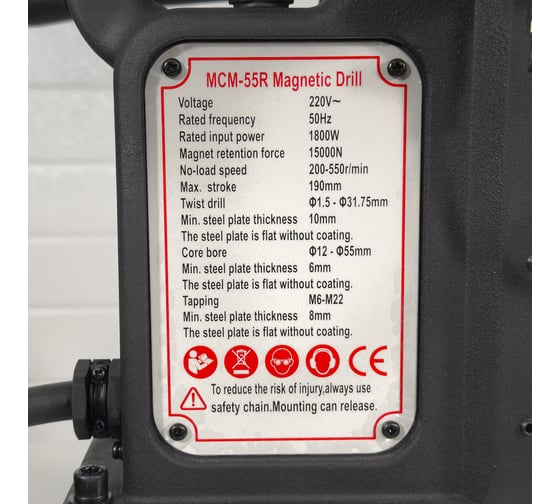 MCM-55R Magnetic Drill
Voltage 220V~
Rated frequency 50Hz
Rated input power 1800W
Magnet retention force 15000N
No-load speed 200-550r/min
Max. stroke 190mm
Twist drill Φ1.5 - Φ31.75mm
Min. steel plate thickness 10mm
The steel plate is flat without coating.
Core bore Φ12 - Φ55mm
Min. steel plate thickness 6mm
The steel plate is flat without coating.
Tapping M6-M22
Min. steel plate thickness 8mm
The steel plate is flat without coating.
CE
To reduce the risk of injury,always use
safety chain.Mounting can release.